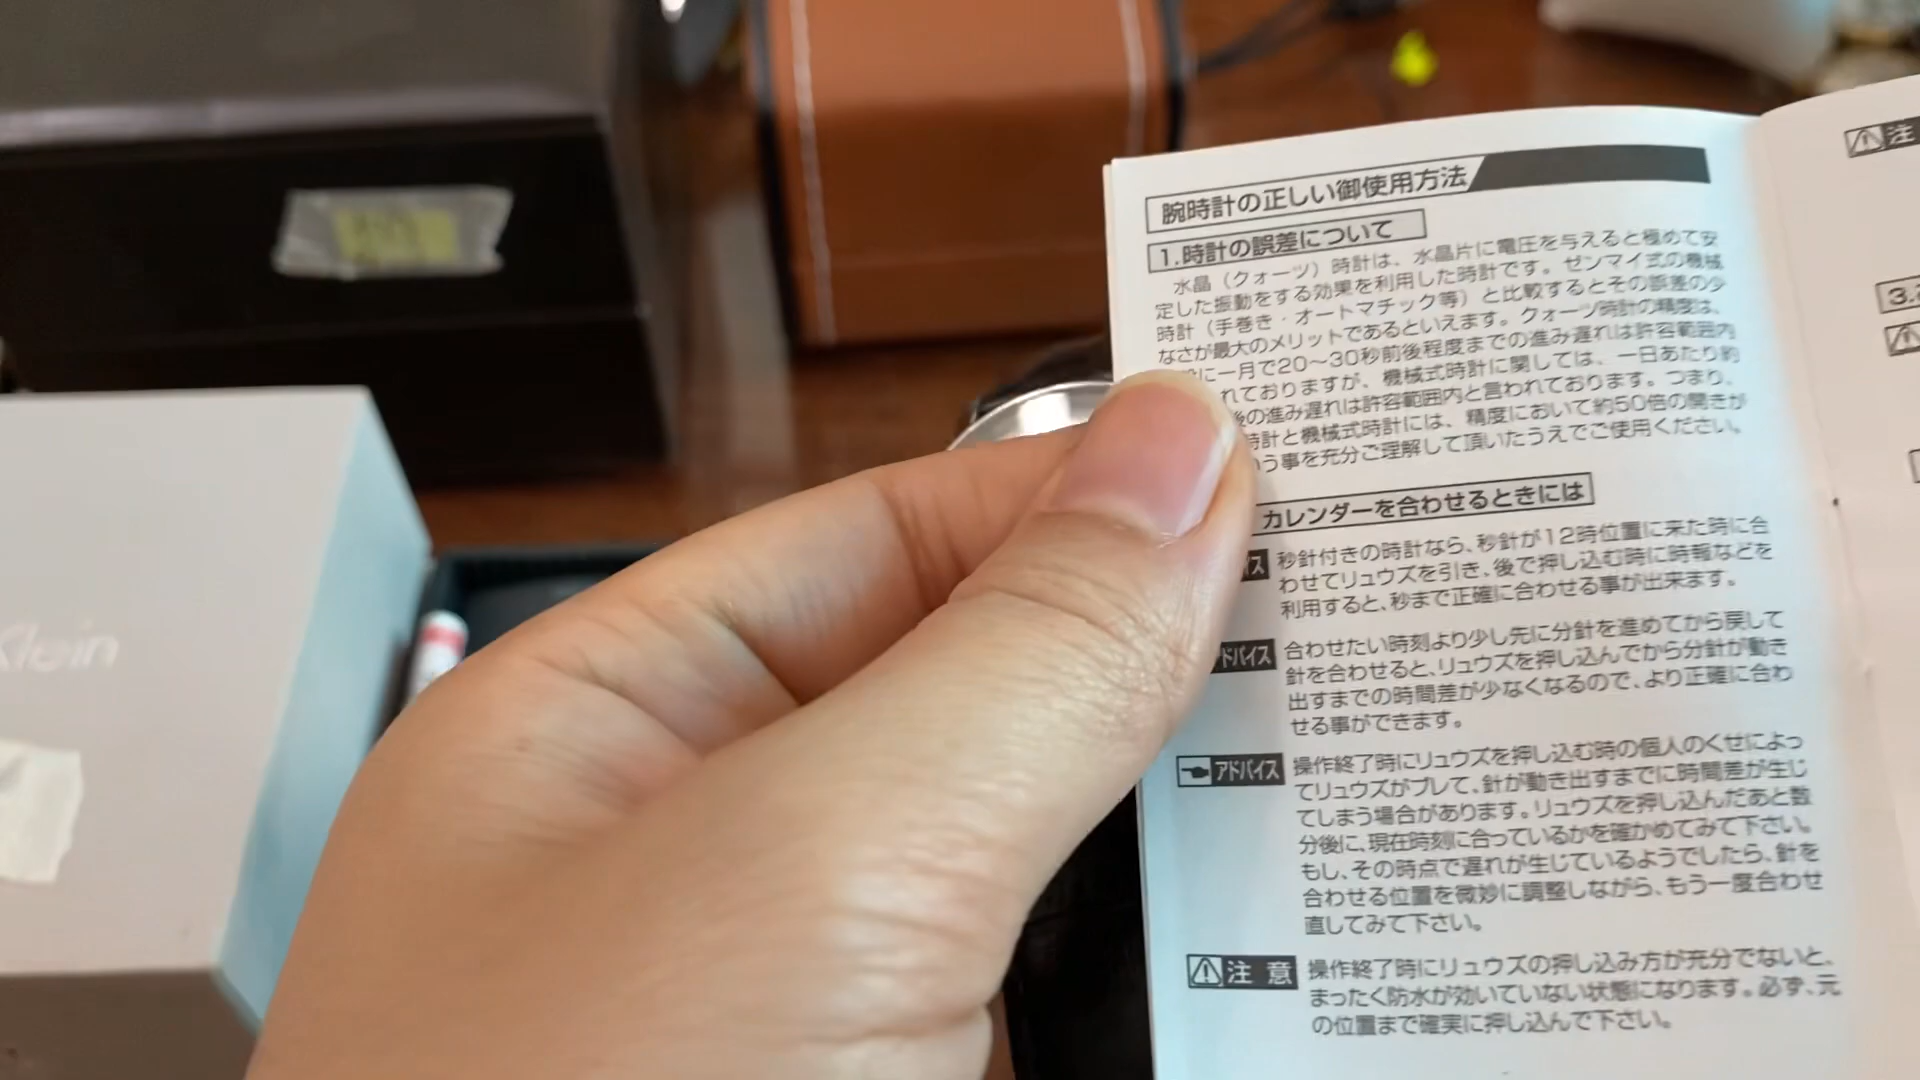 Klein
腕時計の正しい御使用方法
1.時計の誤差について
水晶（クォーツ）時計は、水晶片に電圧を与えると極めて安
定した振動をする効果を利用した時計です。ゼンマイ式の機械
時計（手巻き・オートマチック等）と比較するとその誤差の少
なさが最大のメリットであるといえます。クォーツ時計の精度は、
に一月で20～30秒前後程度までの進み遅れは許容範囲内
れておりますが、機械式時計に関しては、一日あたり約
後の進み遅れは許容範囲内と言われております。つまり、
時計と機械式時計には、精度において約50倍の開きが
う事を充分ご理解して頂いたうえでご使用ください。
カレンダーを合わせるときには
イス 秒針付きの時計なら、秒針が12時位置に来た時に合
わせてリュウズを引き、後で押し込む時に時報などを
利用すると、秒まで正確に合わせる事が出来ます。
ドバイス 合わせたい時刻より少し先に分針を進めてから戻して
針を合わせると、リュウズを押し込んでから分針が動き
出すまでの時間差が少なくなるので、より正確に合わ
せる事ができます。
アドバイス 操作終了時にリュウズを押し込む時の個人のくせによっ
てリュウズがブレて、針が動き出すまでに時間差が生じ
てしまう場合があります。リュウズを押し込んだあと数
分後に、現在時刻に合っているかを確かめてみて下さい。
もし、その時点で遅れが生じているようでしたら、針を
合わせる位置を微妙に調整しながら、もう一度合わせ
直してみて下さい。
注意 操作終了時にリュウズの押し込み方が充分でないと、
まったく防水が効いていない状態になります。必ず、元
の位置まで確実に押し込んで下さい。
注
3.